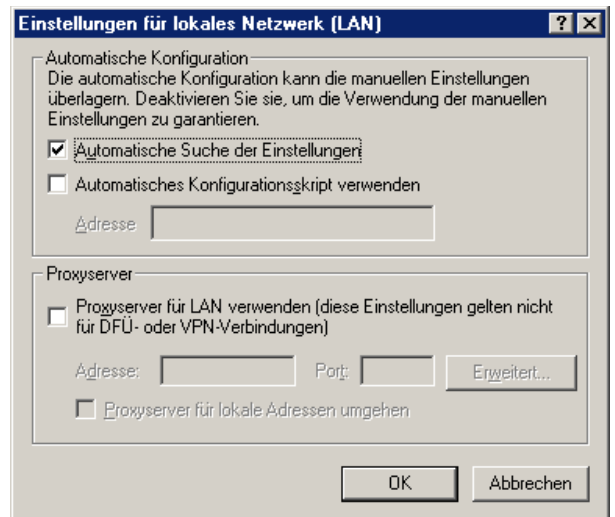 Einstellungen für lokales Netzwerk (LAN)
Automatische Konfiguration
Die automatische Konfiguration kann die manuellen Einstellungen
überlagern. Deaktivieren Sie sie, um die Verwendung der manuellen
Einstellungen zu garantieren.
Automatische Suche der Einstellungen
Automatisches Konfigurationsskript verwenden
Adresse
Proxyserver
Proxyserver für LAN verwenden (diese Einstellungen gelten nicht
für DFÜ- oder VPN-Verbindungen)
Adresse: Port: Erweitert...
Proxyserver für lokale Adressen umgehen
OK Abbrechen